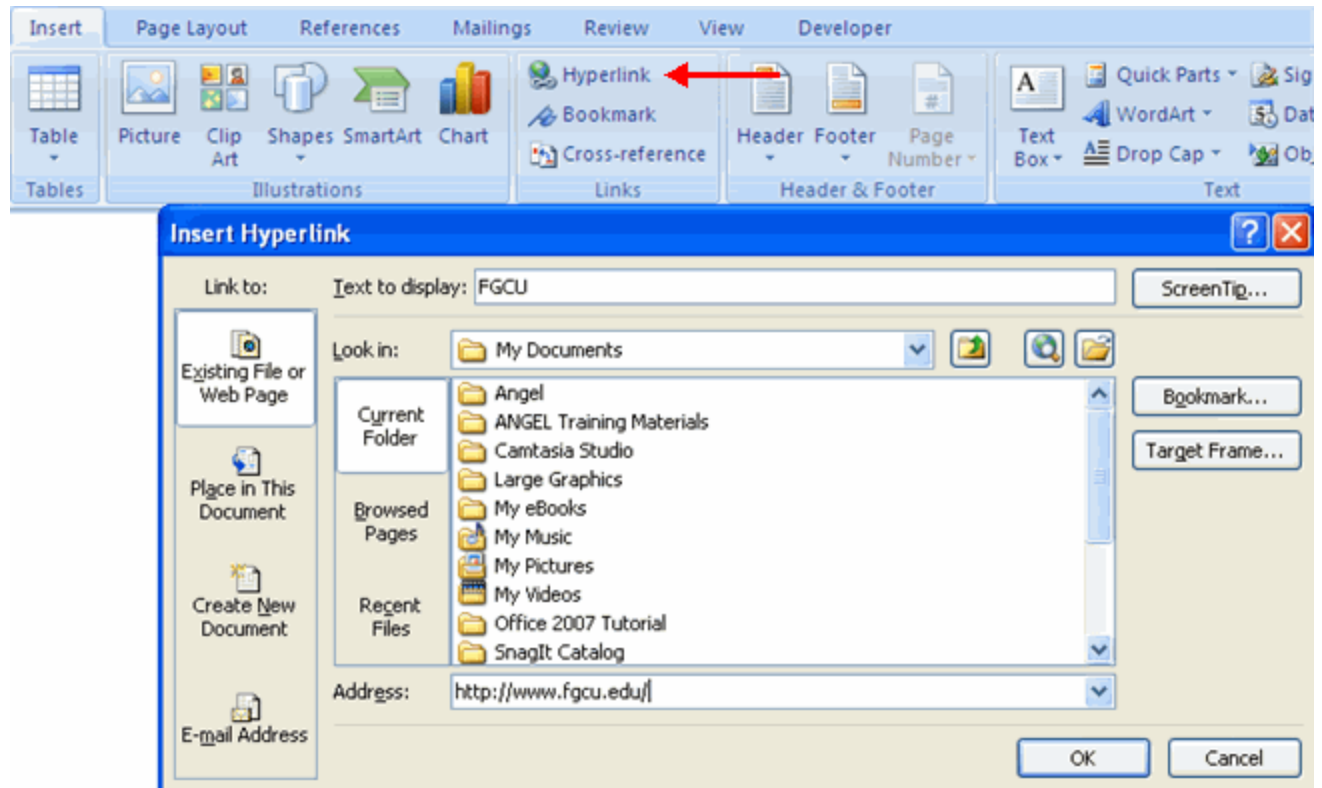 Insert Page Layout References Mailings Review View Developer
Hyperlink
Quick Parts
Sig
Bookmark
WordArt
Dat
Table Picture Clip Art Shapes SmartArt Chart
Cross-reference
Header Footer Page Number
Text Box
Drop Cap
Ob
Tables Illustrations Links Header & Footer Text
Insert Hyperlink
Link to:
Text to display: FGCU
ScreenTip...
Existing File or
Web Page
Look in: My Documents
Current
Folder
Angel
ANGEL Training Materials
Camtasia Studio
Large Graphics
My eBooks
My Music
My Pictures
My Videos
Office 2007 Tutorial
SnagIt Catalog
Bookmark...
Target Frame...
Place in This
Document
Browsed
Pages
Create New
Document
Recent
Files
Address: http://www.fgcu.edu/
E-mail Address
OK Cancel